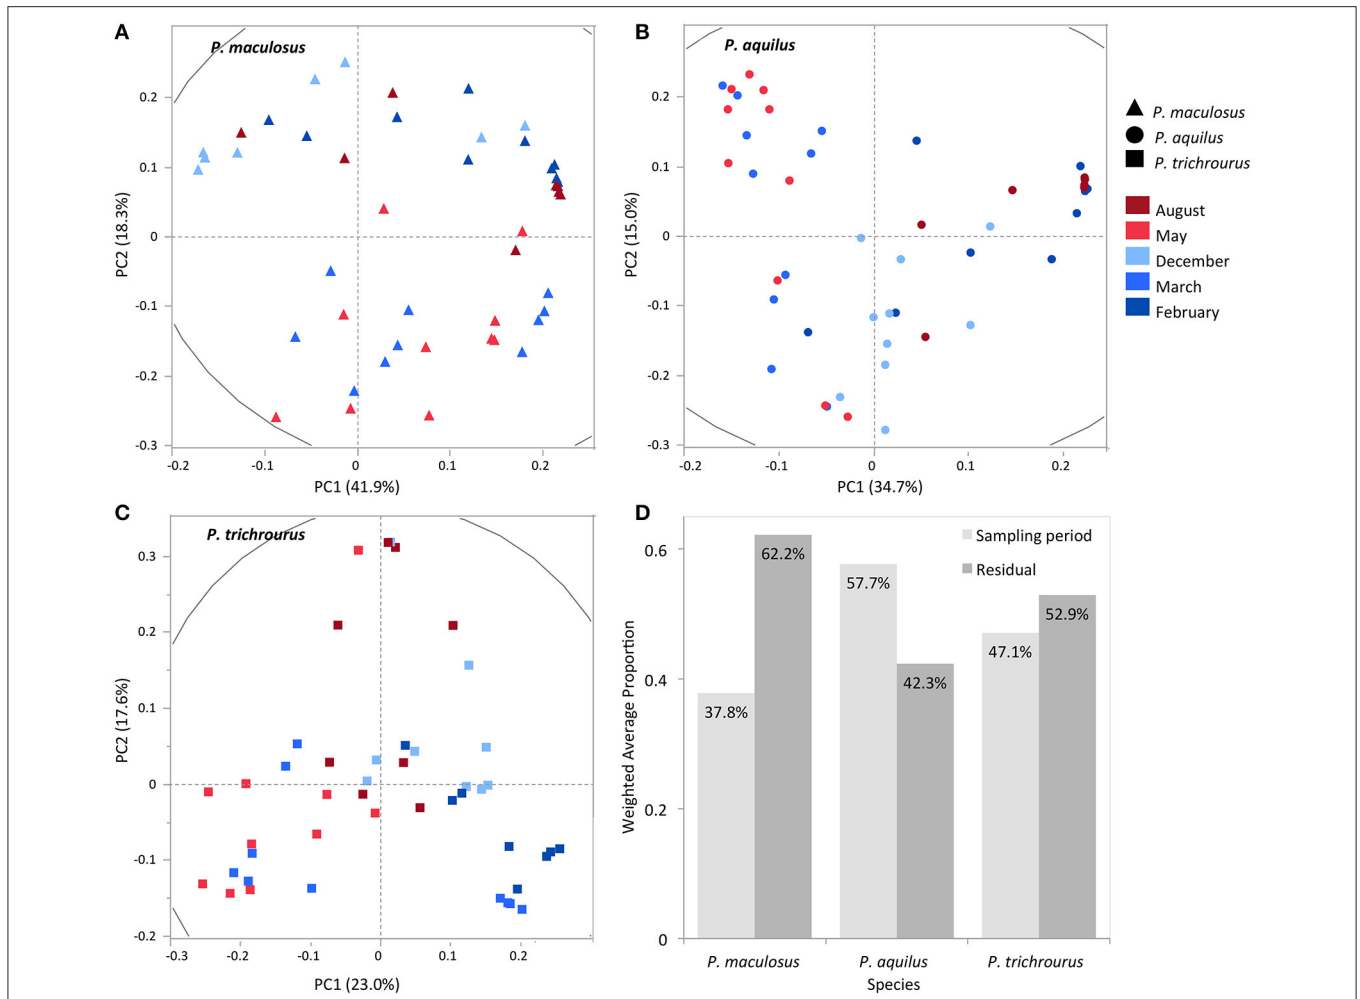 A
P. maculosus
0.2
0.1
0
-0.1
-0.2
-0.3
PC2 (18.3%)
-0.2
-0.1
0
0.1
0.2
PC1 (41.9%)
B
P. aquilus
0.2
0.1
0
-0.1
-0.2
-0.3
PC2 (15.0%)
-0.2
-0.1
0
0.1
0.2
PC1 (34.7%)
P. maculosus
P. aquilus
P. trichrourus
August
May
December
March
February
C
P. trichrourus
0.3
0.2
0.1
0
-0.1
-0.2
PC2 (17.6%)
-0.3
-0.2
-0.1
0
0.1
0.2
PC1 (23.0%)
D
Sampling period
Residual
0.6
0.4
0.2
0
Weighted Average Proportion
37.8%
62.2%
57.7%
42.3%
47.1%
52.9%
P. maculosus
P. aquilus
P. trichrourus
Species